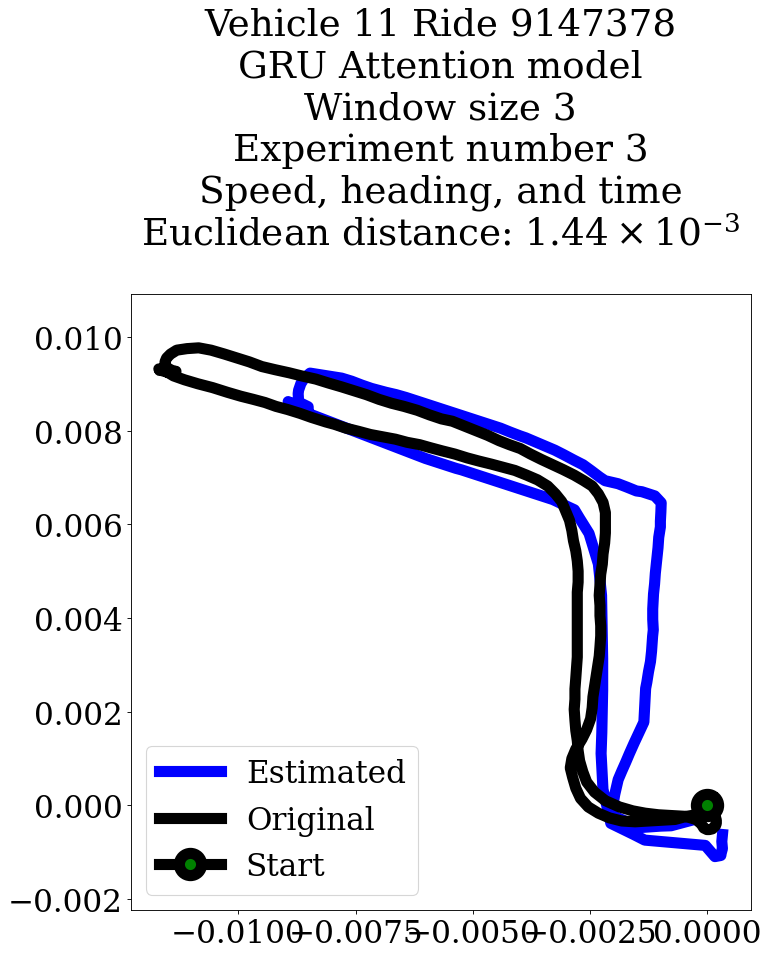 Vehicle 11 Ride 9147378
GRU Attention model
Window size 3
Experiment number 3
Speed, heading, and time
Euclidean distance: 1.44 × 10⁻³
0.010
0.008
0.006
0.004
0.002
0.000
−0.002
Estimated
Original
Start
−0.0100 −0.0075 −0.0050 −0.0025 0.0000